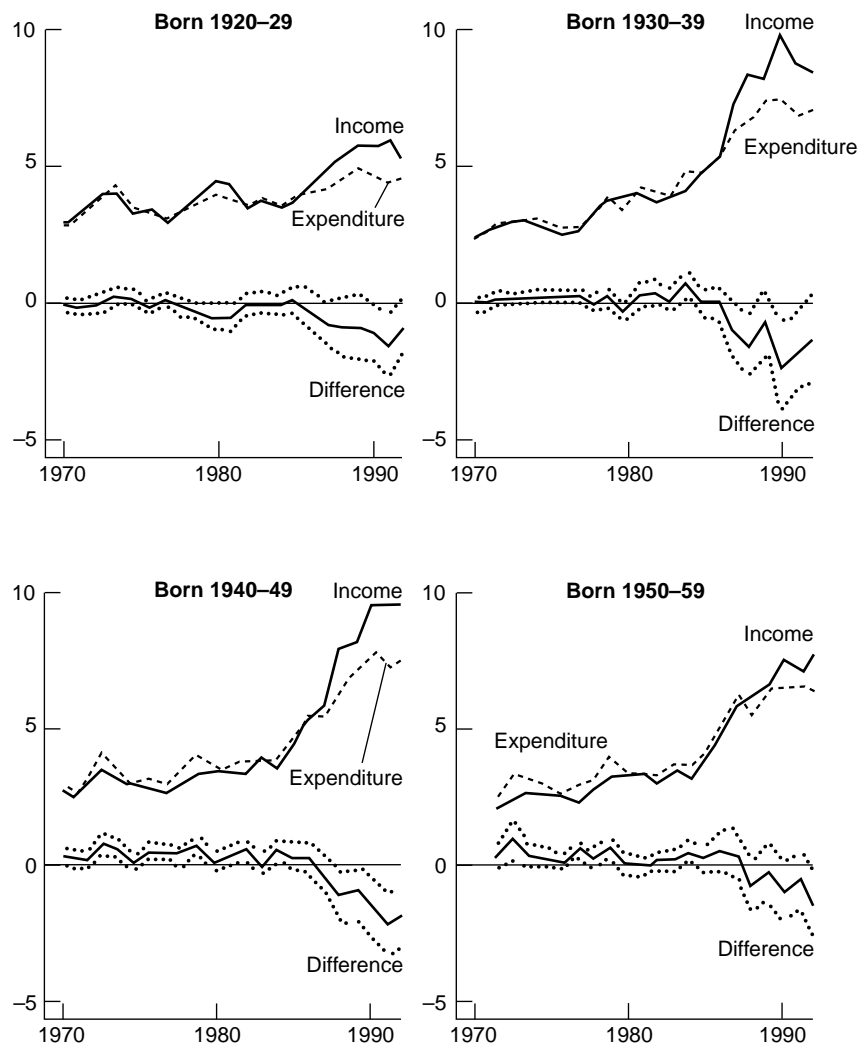 Born 1920–29
10
Income
5
Expenditure
0
Difference
–5
1970 1980 1990
Born 1930–39
10
Income
Expenditure
5
0
Difference
–5
1970 1980 1990
Born 1940–49
10
Income
5
Expenditure
0
Difference
–5
1970 1980 1990
Born 1950–59
10
Income
Expenditure
5
0
Difference
–5
1970 1980 1990